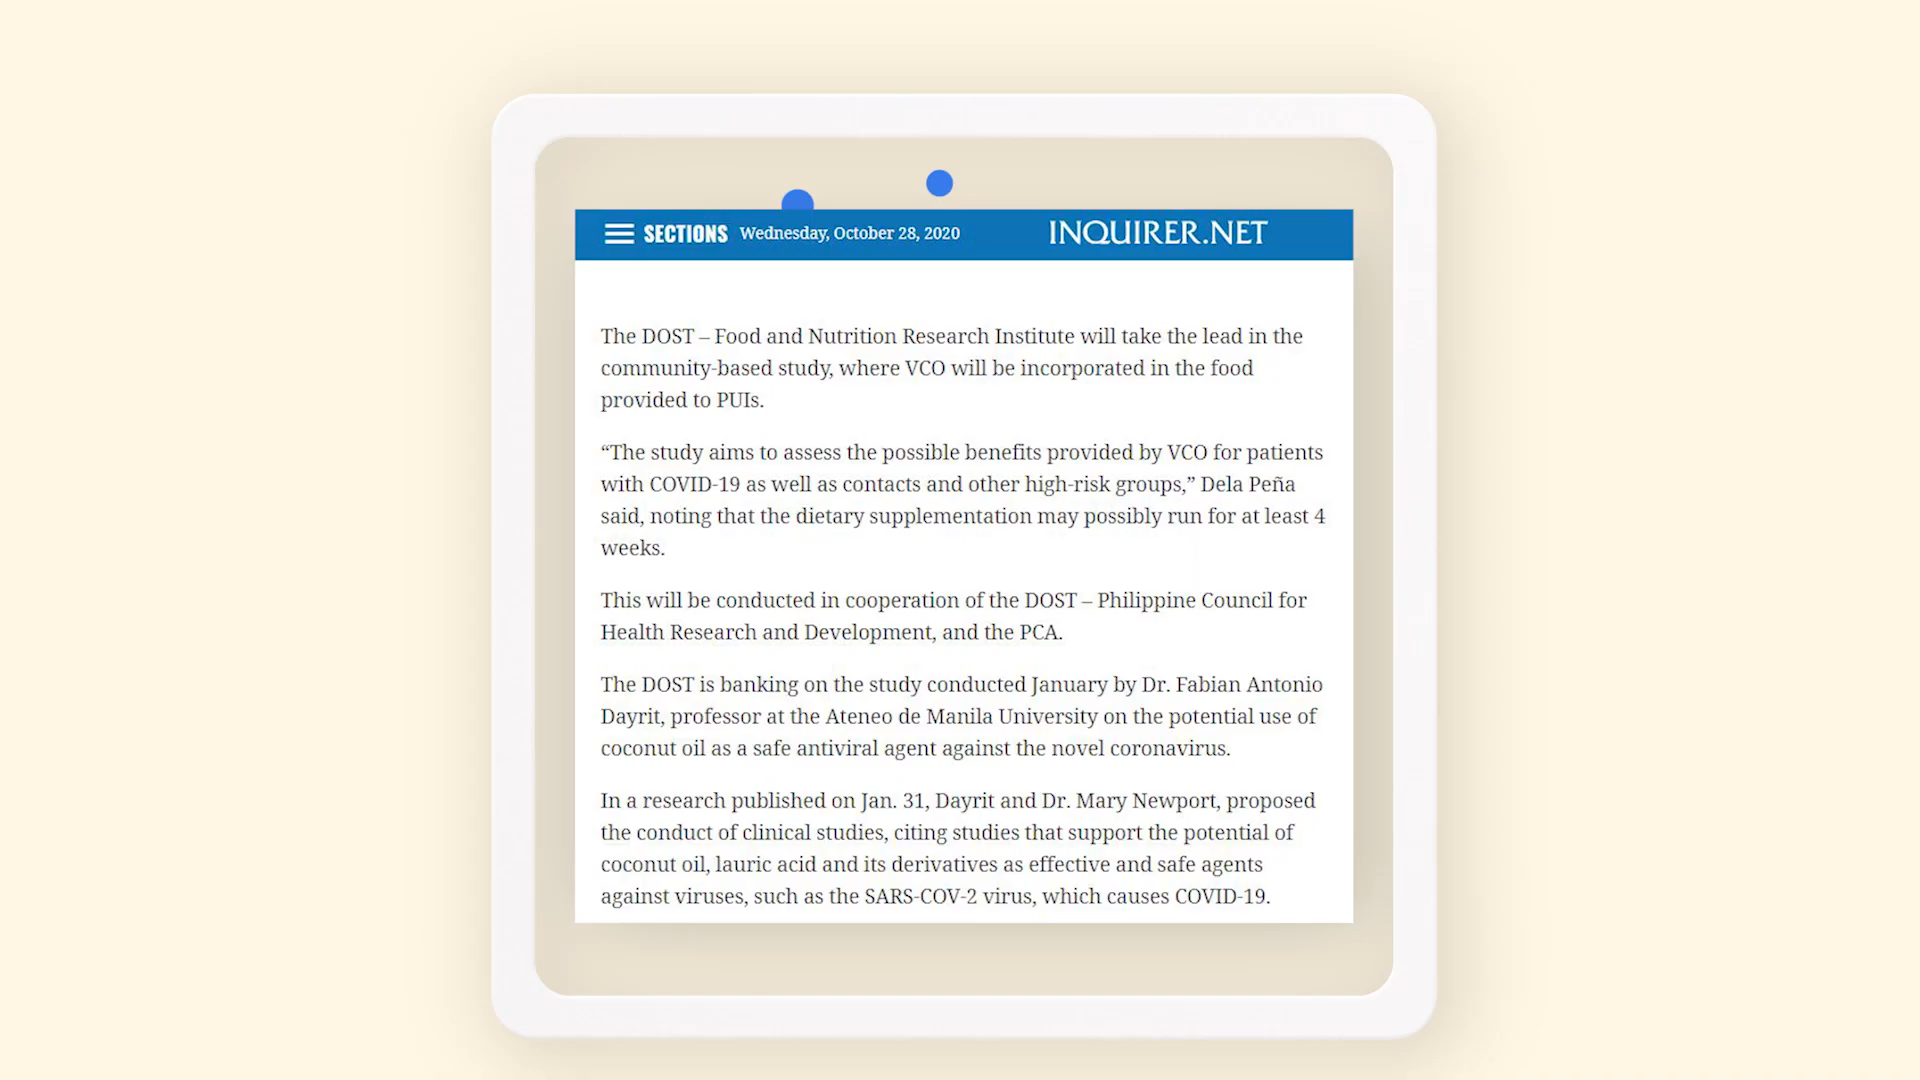 SECTIONS Wednesday, October 28, 2020 INQUIRER.NET
The DOST – Food and Nutrition Research Institute will take the lead in the
community-based study, where VCO will be incorporated in the food
provided to PUIs.
“The study aims to assess the possible benefits provided by VCO for patients
with COVID-19 as well as contacts and other high-risk groups,” Dela Peña
said, noting that the dietary supplementation may possibly run for at least 4
weeks.
This will be conducted in cooperation of the DOST – Philippine Council for
Health Research and Development, and the PCA.
The DOST is banking on the study conducted January by Dr. Fabian Antonio
Dayrit, professor at the Ateneo de Manila University on the potential use of
coconut oil as a safe antiviral agent against the novel coronavirus.
In a research published on Jan. 31, Dayrit and Dr. Mary Newport, proposed
the conduct of clinical studies, citing studies that support the potential of
coconut oil, lauric acid and its derivatives as effective and safe agents
against viruses, such as the SARS-COV-2 virus, which causes COVID-19.